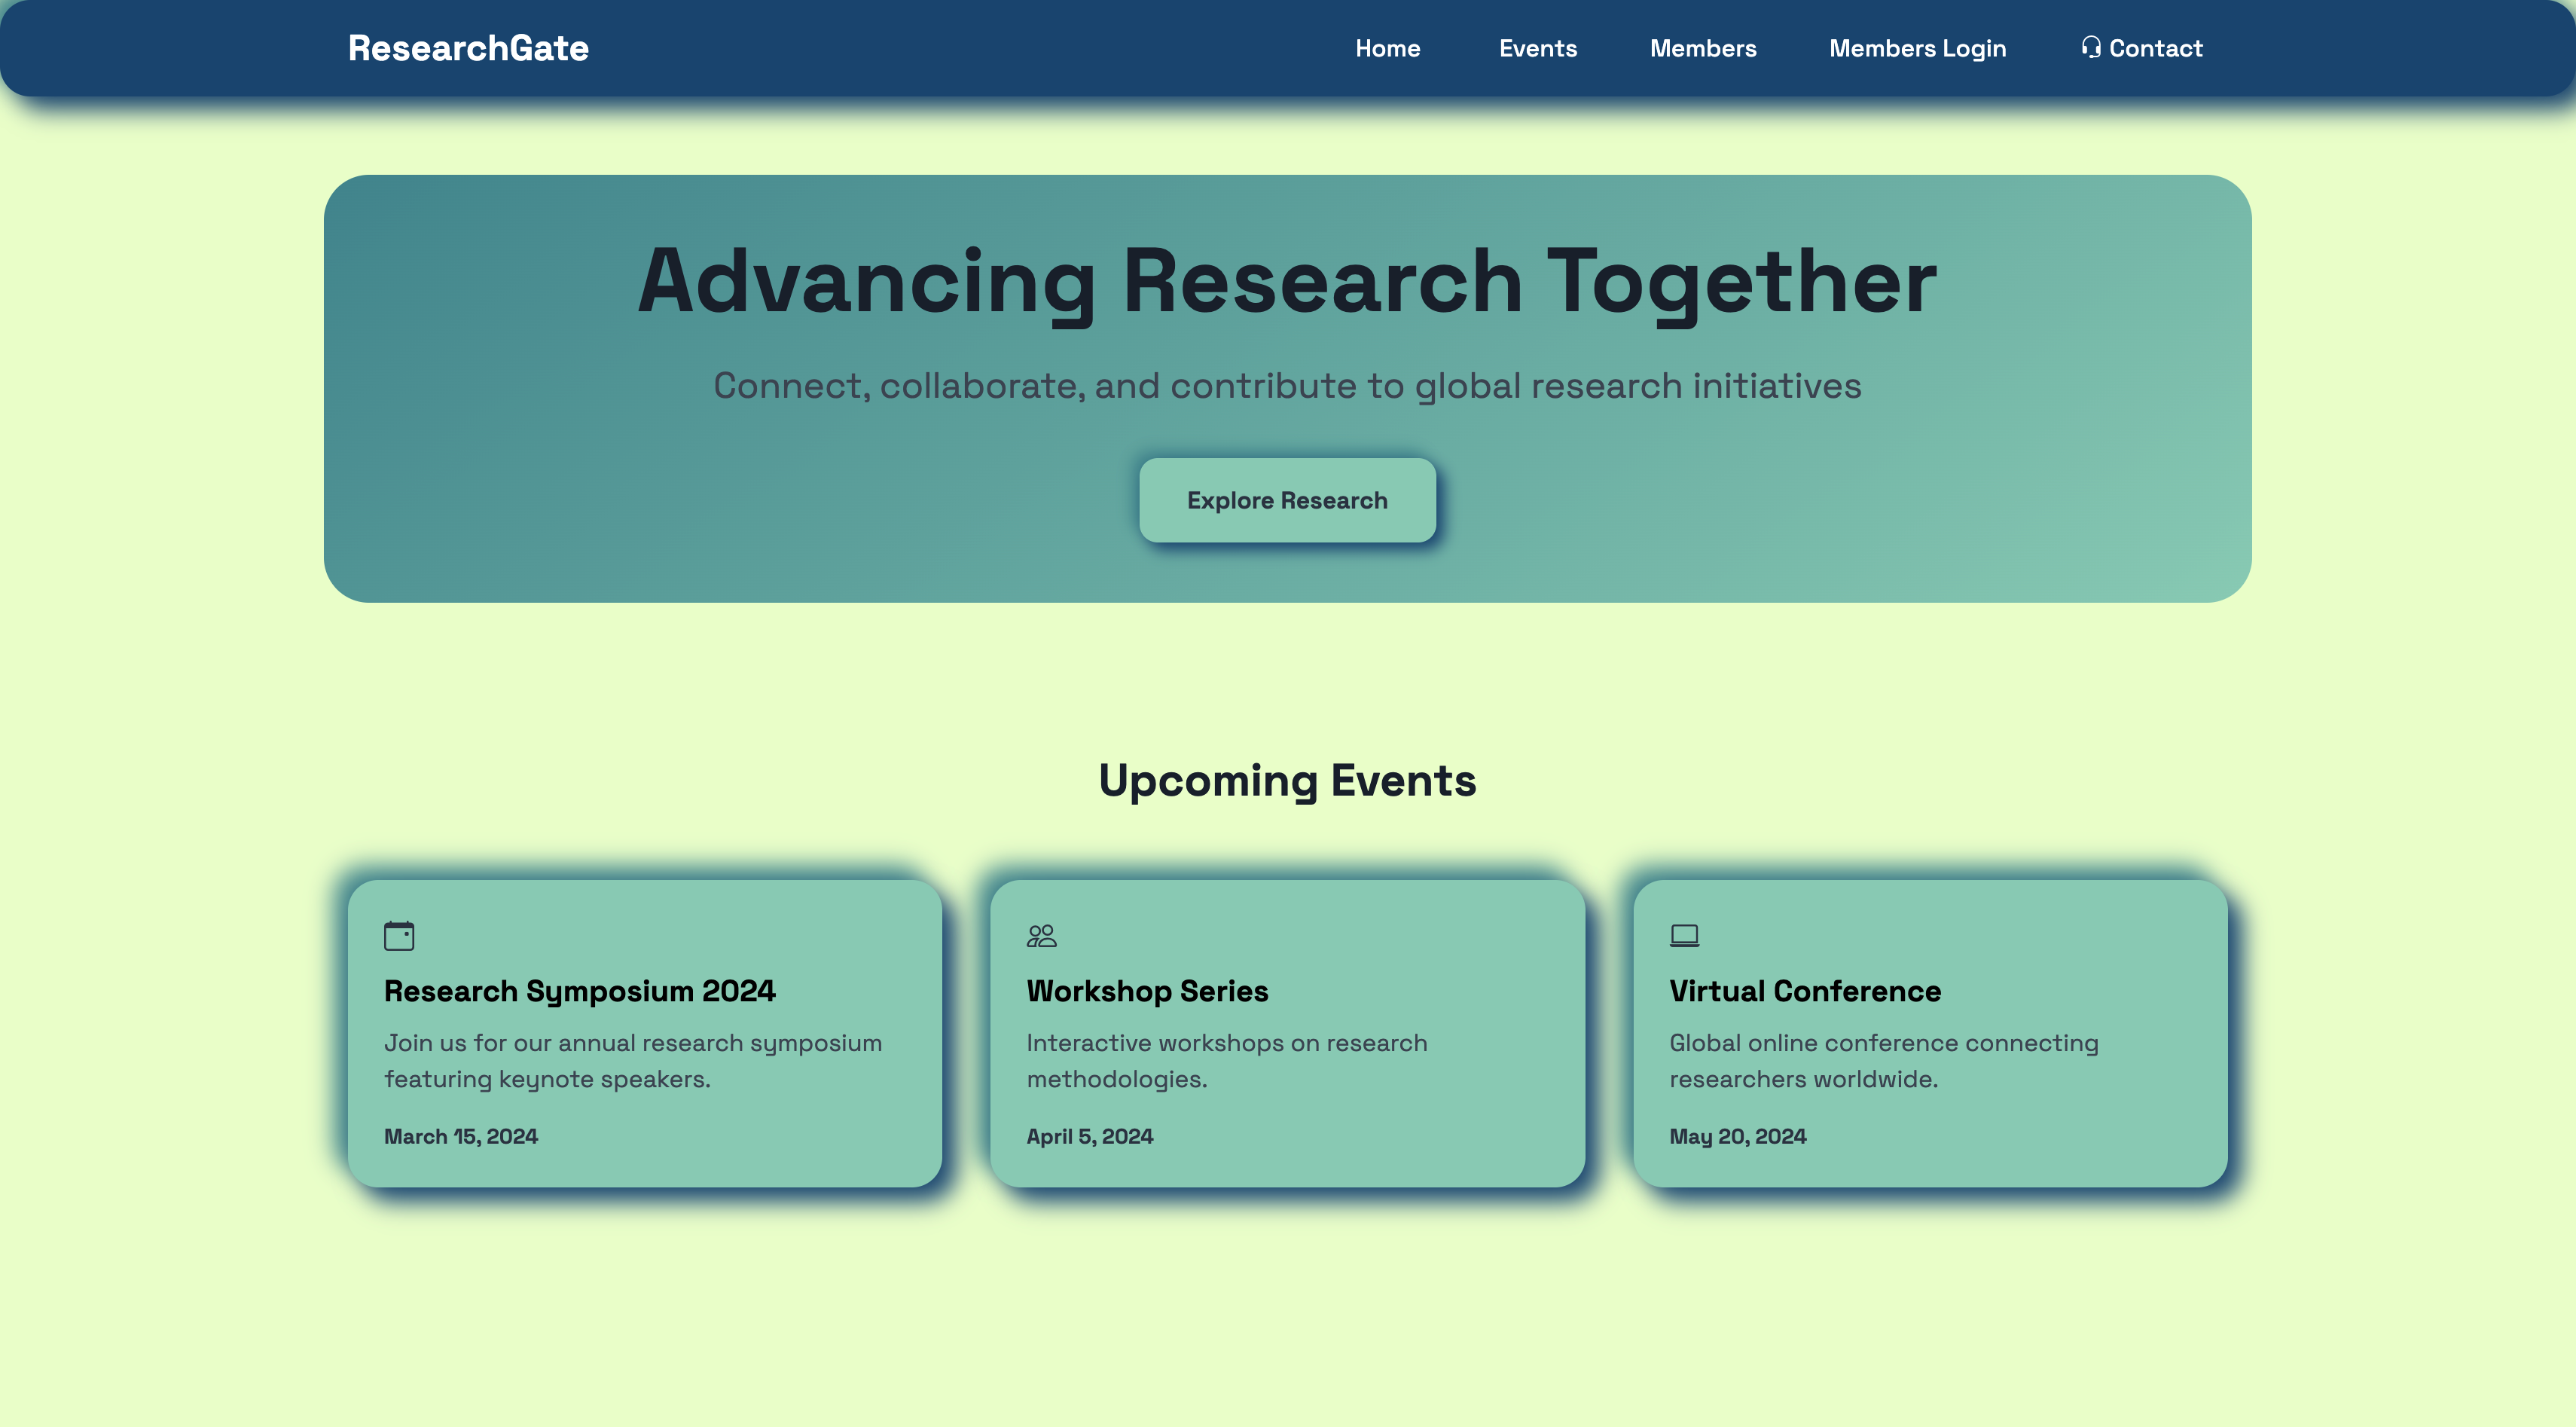 ResearchGate
Home Events Members Members Login Contact
Advancing Research Together
Connect, collaborate, and contribute to global research initiatives
Explore Research
Upcoming Events
Research Symposium 2024
Join us for our annual research symposium
featuring keynote speakers.
March 15, 2024
Workshop Series
Interactive workshops on research
methodologies.
April 5, 2024
Virtual Conference
Global online conference connecting
researchers worldwide.
May 20, 2024